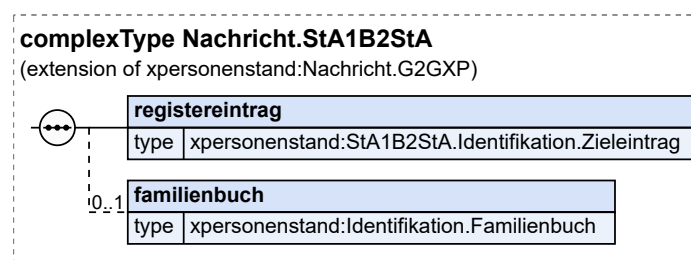 complexType Nachricht.StA1B2StA
(extension of xpersonenstand:Nachricht.G2GXP)
registereintrag
type xpersonenstand:StA1B2StA.Identifikation.Zieleintrag
0..1
familienbuch
type xpersonenstand:Identifikation.Familienbuch